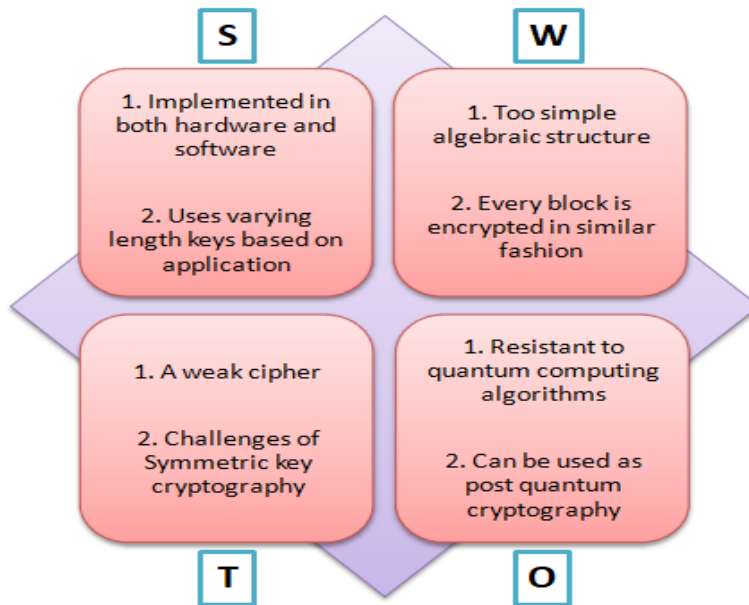 S
W
1. Implemented in
both hardware and
software
2. Uses varying
length keys based on
application
1. Too simple
algebraic structure
2. Every block is
encrypted in similar
fashion
1. A weak cipher
2. Challenges of
Symmetric key
cryptography
1. Resistant to
quantum computing
algorithms
2. Can be used as
post quantum
cryptography
T
O